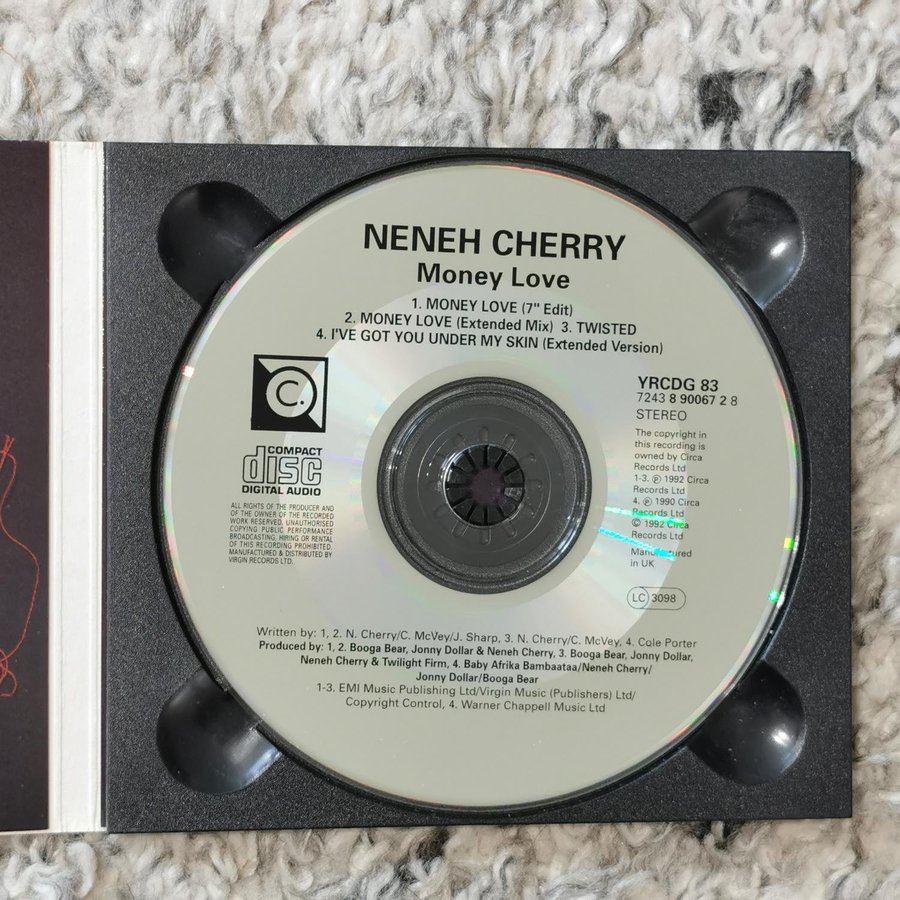 NENEH CHERRY
Money Love
1. MONEY LOVE (7" Edit)
2. MONEY LOVE (Extended Mix) 3. TWISTED
4. I'VE GOT YOU UNDER MY SKIN (Extended Version)
C.
COMPACT
disc
DIGITAL AUDIO
ALL RIGHTS OF THE PRODUCER AND
OF THE OWNER OF THE RECORDED
WORK RESERVED. UNAUTHORISED
COPYING PUBLIC PERFORMANCE
BROADCASTING, HIRING OR RENTAL
OF THIS RECORDING PROHIBITED.
MANUFACTURED & DISTRIBUTED BY
VIRGIN RECORDS LTD.
YRCDG 83
7243 8 90067 2 8
STEREO
The copyright in
this recording is
owned by Circa
Records Ltd
1-3. ℗ 1992 Circa
Records Ltd
4. ℗ 1990 Circa
Records Ltd
© 1992 Circa
Records Ltd
Manufactured
in UK
LC 3098
Written by: 1, 2. N. Cherry/C. McVey/J. Sharp, 3. N. Cherry/C. McVey, 4. Cole Porter
Produced by: 1, 2. Booga Bear, Jonny Dollar & Neneh Cherry, 3. Booga Bear, Jonny Dollar,
Neneh Cherry & Twilight Firm, 4. Baby Afrika Bambaataa/Neneh Cherry/
Jonny Dollar/Booga Bear
1-3. EMI Music Publishing Ltd/Virgin Music (Publishers) Ltd/
Copyright Control, 4. Warner Chappell Music Ltd